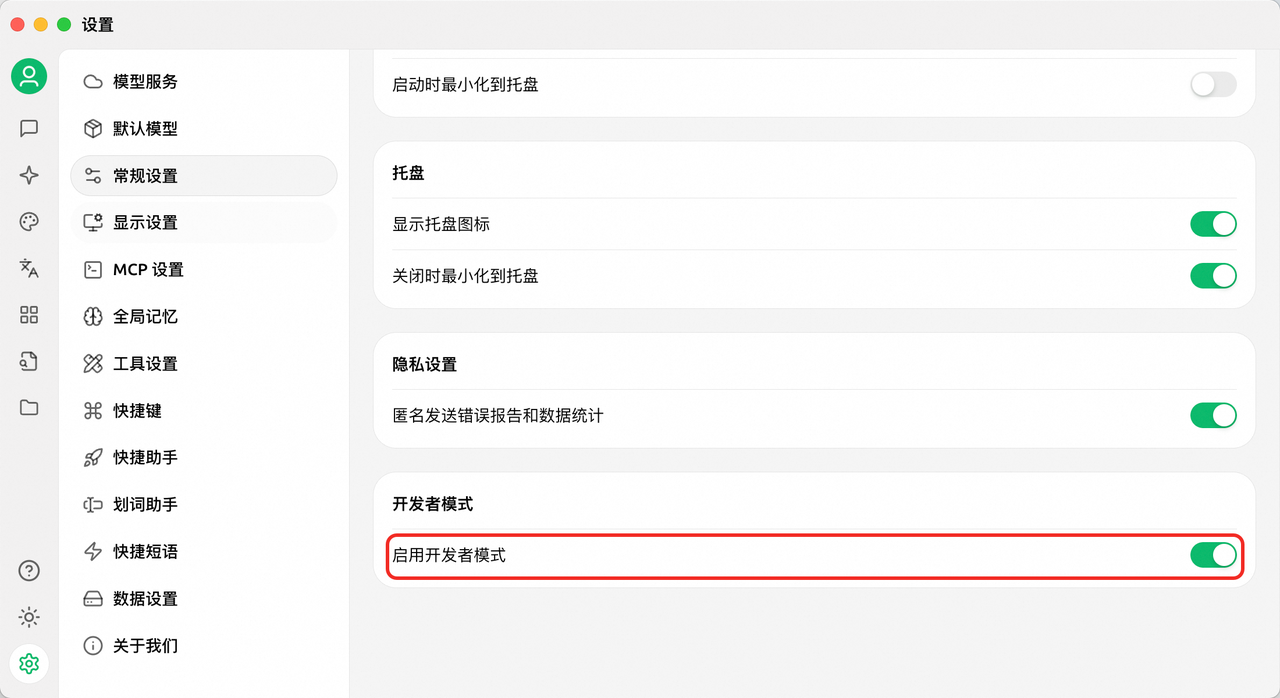 设置
模型服务
默认模型
常规设置
显示设置
MCP 设置
全局记忆
工具设置
快捷键
快捷助手
划词助手
快捷短语
数据设置
关于我们
启动时最小化到托盘
托盘
显示托盘图标
关闭时最小化到托盘
隐私设置
匿名发送错误报告和数据统计
开发者模式
启用开发者模式